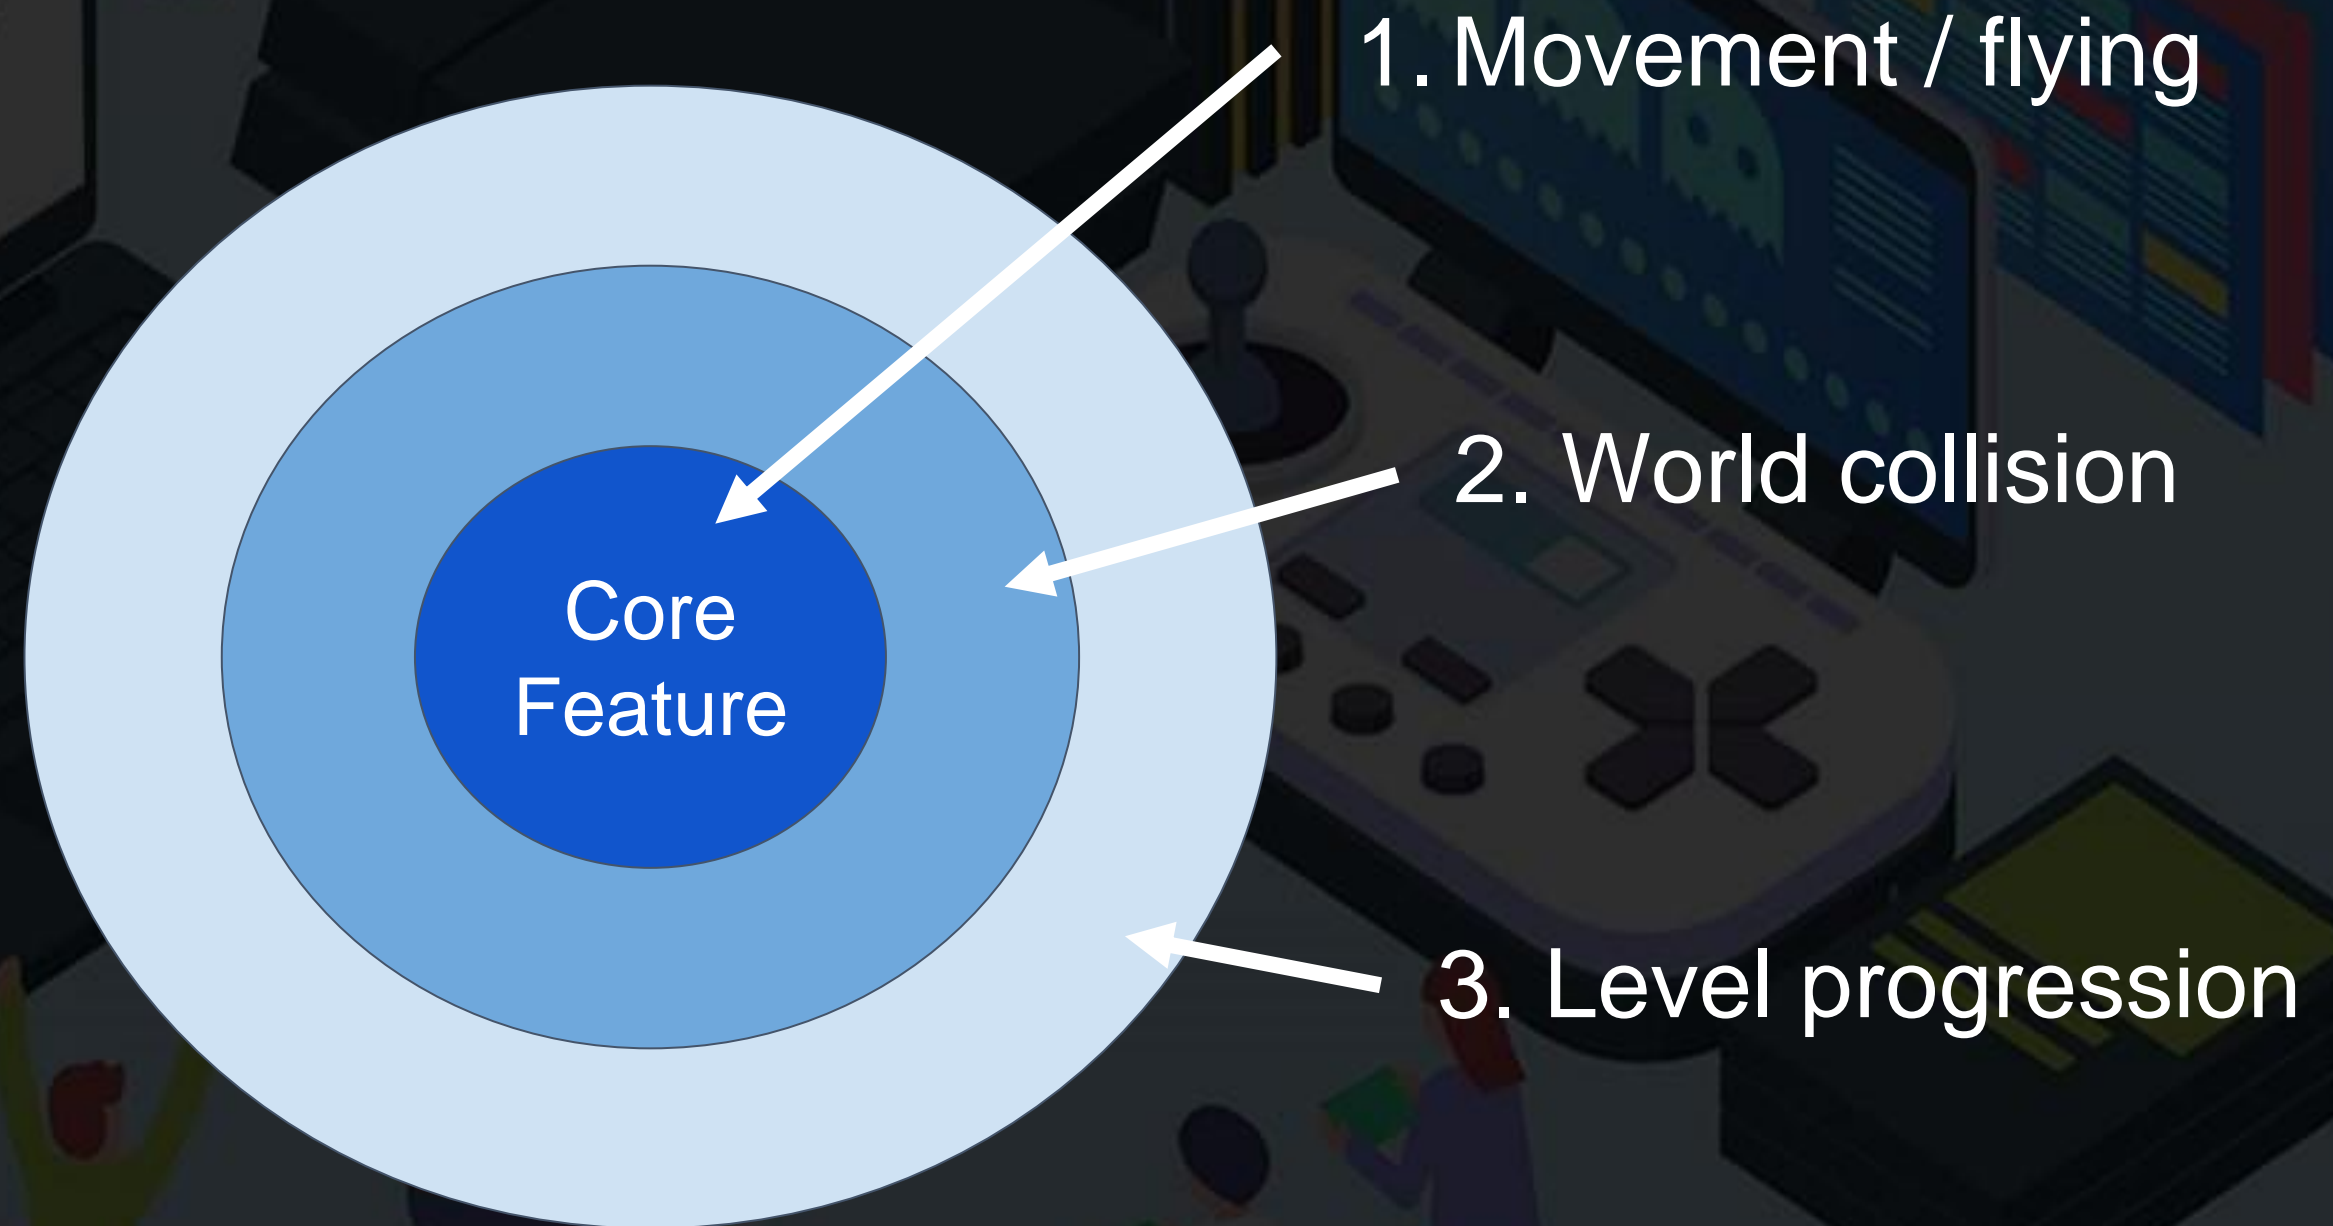 1. Movement / flying
2. World collision
Core
Feature
3. Level progression